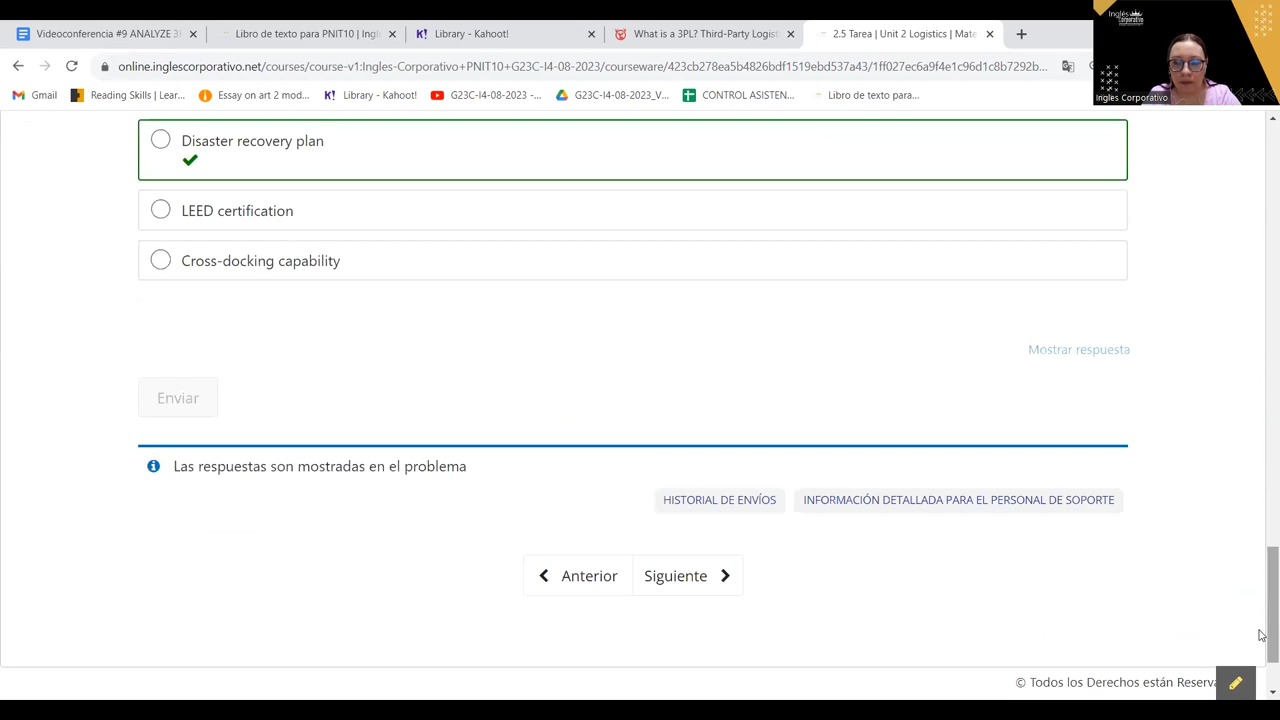 Videoconferencia #9 ANALYZE 3
Libro de texto para PNIT10 | Ingl
Library - Kahoot!
What is a 3PL? Third-Party Logist
2.5 Tarea | Unit 2 Logistics | Mate
online.inglescorporativo.net/courses/course-v1:Ingles-Corporativo+PNIT10+G23C-I4-08-2023/courseware/423cb278ea5b4826bdf1519ebd537a43/1ff027ec6a9f4e1c96d1c8b7292b...
Gmail
Reading Skills | Lear...
Essay on art 2 mod...
Library - Kahoot!
G23C-I4-08-2023 -...
G23C-I4-08-2023_V...
CONTROL ASISTEN...
Libro de texto para...
Inglés
Corporativo
Ingles Corporativo
Disaster recovery plan
LEED certification
Cross-docking capability
Mostrar respuesta
Enviar
Las respuestas son mostradas en el problema
HISTORIAL DE ENVÍOS
INFORMACIÓN DETALLADA PARA EL PERSONAL DE SOPORTE
Anterior
Siguiente
© Todos los Derechos están Reserva